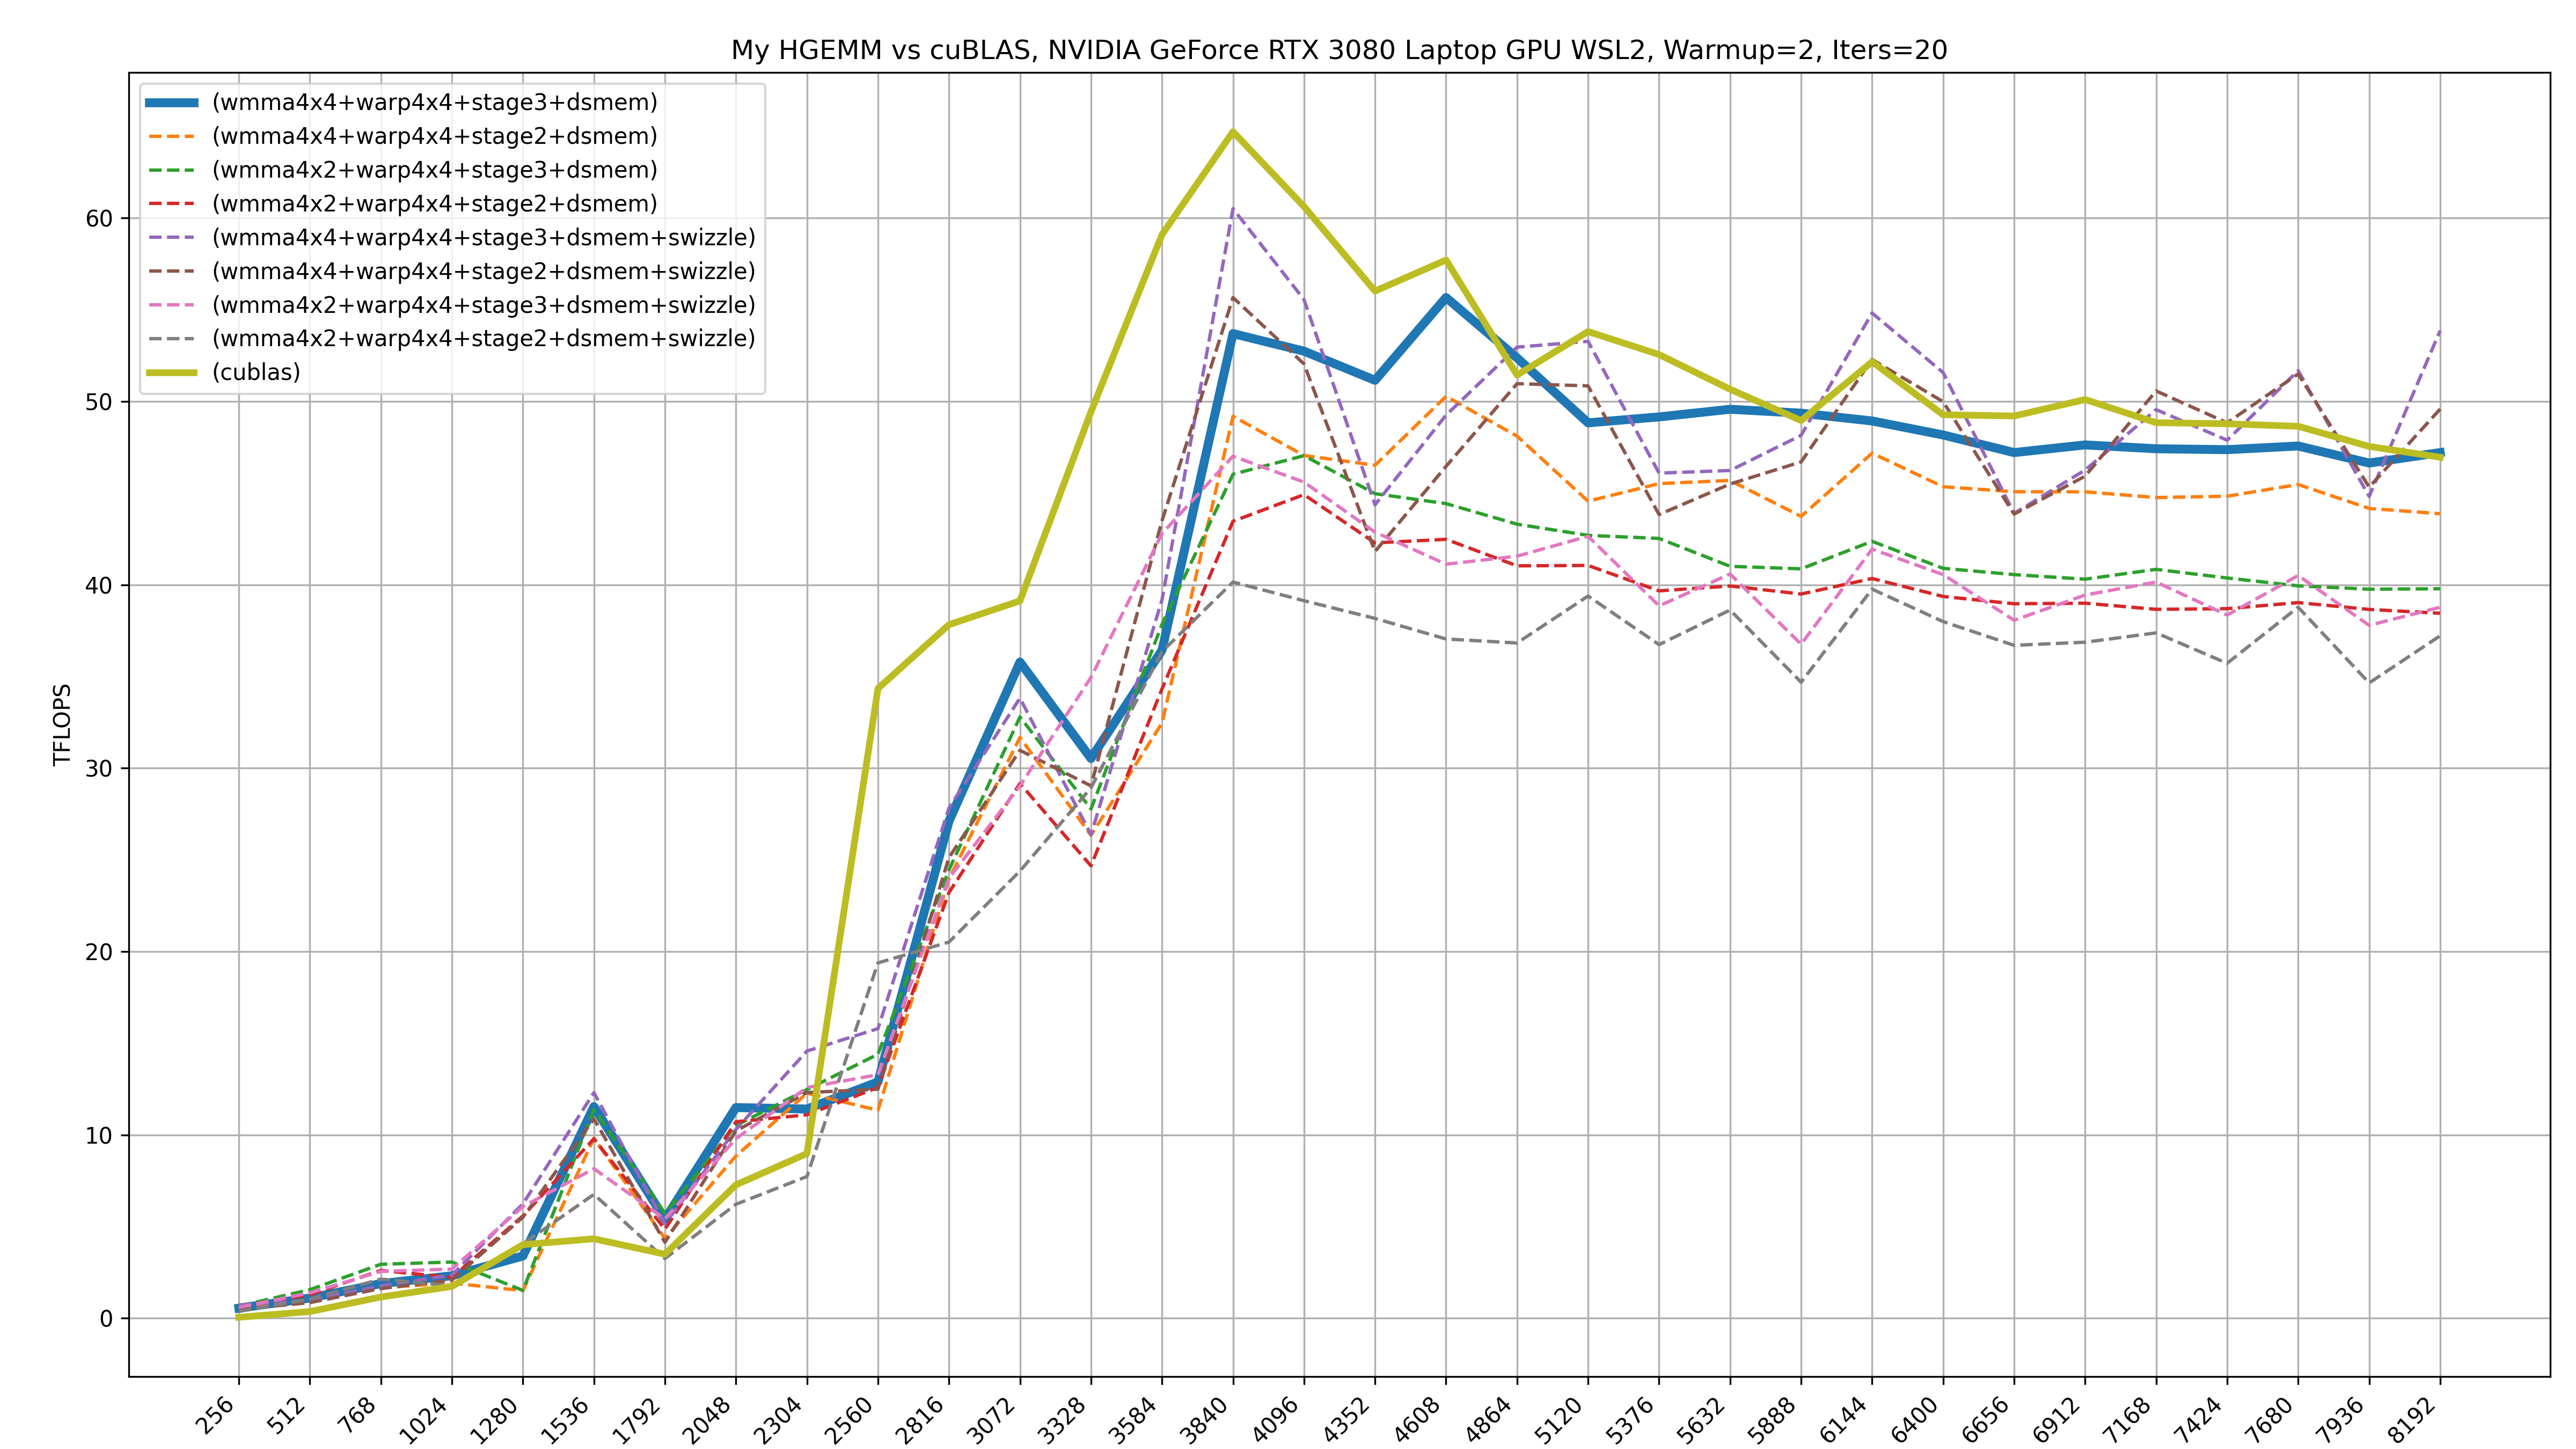 My HGEMM vs cuBLAS, NVIDIA GeForce RTX 3080 Laptop GPU WSL2, Warmup=2, Iters=20
(wmma4x4+warp4x4+stage3+dsmem)
(wmma4x4+warp4x4+stage2+dsmem)
(wmma4x2+warp4x4+stage3+dsmem)
(wmma4x2+warp4x4+stage2+dsmem)
(wmma4x4+warp4x4+stage3+dsmem+swizzle)
(wmma4x4+warp4x4+stage2+dsmem+swizzle)
(wmma4x2+warp4x4+stage3+dsmem+swizzle)
(wmma4x2+warp4x4+stage2+dsmem+swizzle)
(cublas)
TFLOPS
60
50
40
30
20
10
0
256 512 768 1024 1280 1536 1792 2048 2304 2560 2816 3072 3328 3584 3840 4096 4352 4608 4864 5120 5376 5632 5888 6144 6400 6656 6912 7168 7424 7680 7936 8192